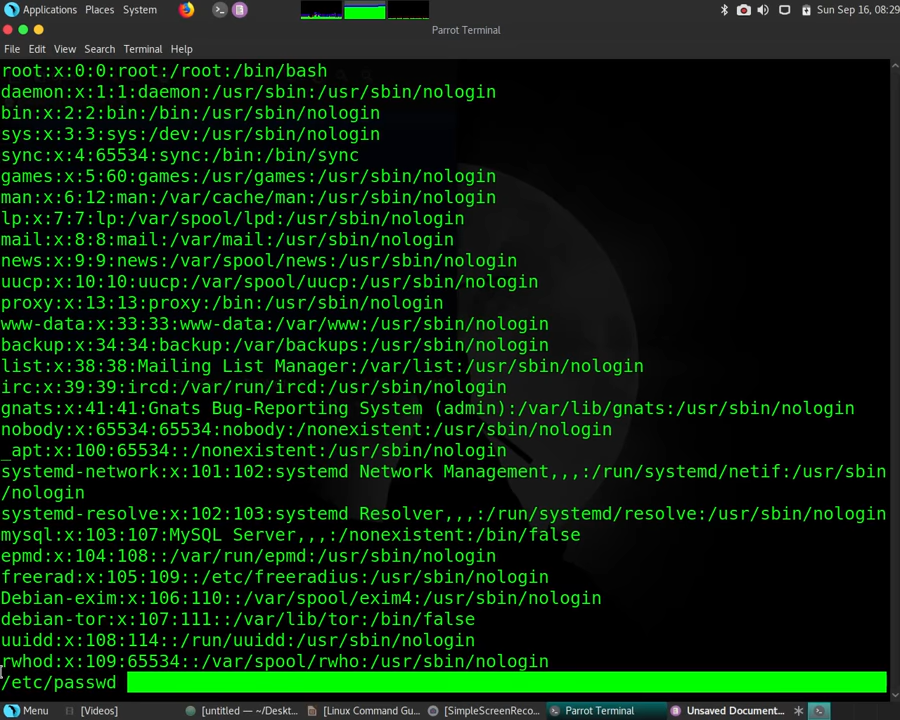 Applications Places System
Sun Sep 16, 08:29
Parrot Terminal
File Edit View Search Terminal Help
root:x:0:0:root:/root:/bin/bash
daemon:x:1:1:daemon:/usr/sbin:/usr/sbin/nologin
bin:x:2:2:bin:/bin:/usr/sbin/nologin
sys:x:3:3:sys:/dev:/usr/sbin/nologin
sync:x:4:65534:sync:/bin:/bin/sync
games:x:5:60:games:/usr/games:/usr/sbin/nologin
man:x:6:12:man:/var/cache/man:/usr/sbin/nologin
lp:x:7:7:lp:/var/spool/lpd:/usr/sbin/nologin
mail:x:8:8:mail:/var/mail:/usr/sbin/nologin
news:x:9:9:news:/var/spool/news:/usr/sbin/nologin
uucp:x:10:10:uucp:/var/spool/uucp:/usr/sbin/nologin
proxy:x:13:13:proxy:/bin:/usr/sbin/nologin
www-data:x:33:33:www-data:/var/www:/usr/sbin/nologin
backup:x:34:34:backup:/var/backups:/usr/sbin/nologin
list:x:38:38:Mailing List Manager:/var/list:/usr/sbin/nologin
irc:x:39:39:ircd:/var/run/ircd:/usr/sbin/nologin
gnats:x:41:41:Gnats Bug-Reporting System (admin):/var/lib/gnats:/usr/sbin/nologin
nobody:x:65534:65534:nobody:/nonexistent:/usr/sbin/nologin
_apt:x:100:65534::/nonexistent:/usr/sbin/nologin
systemd-network:x:101:102:systemd Network Management,,,:/run/systemd/netif:/usr/sbin
/nologin
systemd-resolve:x:102:103:systemd Resolver,,,:/run/systemd/resolve:/usr/sbin/nologin
mysql:x:103:107:MySQL Server,,,:/nonexistent:/bin/false
epmd:x:104:108::/var/run/epmd:/usr/sbin/nologin
freerad:x:105:109::/etc/freeradius:/usr/sbin/nologin
Debian-exim:x:106:110::/var/spool/exim4:/usr/sbin/nologin
debian-tor:x:107:111::/var/lib/tor:/bin/false
uuidd:x:108:114::/run/uuidd:/usr/sbin/nologin
rwhod:x:109:65534::/var/spool/rwho:/usr/sbin/nologin
/etc/passwd
Menu [Videos] [untitled — ~/Deskt... [Linux Command Gu... [SimpleScreenReco... Parrot Terminal Unsaved Document...